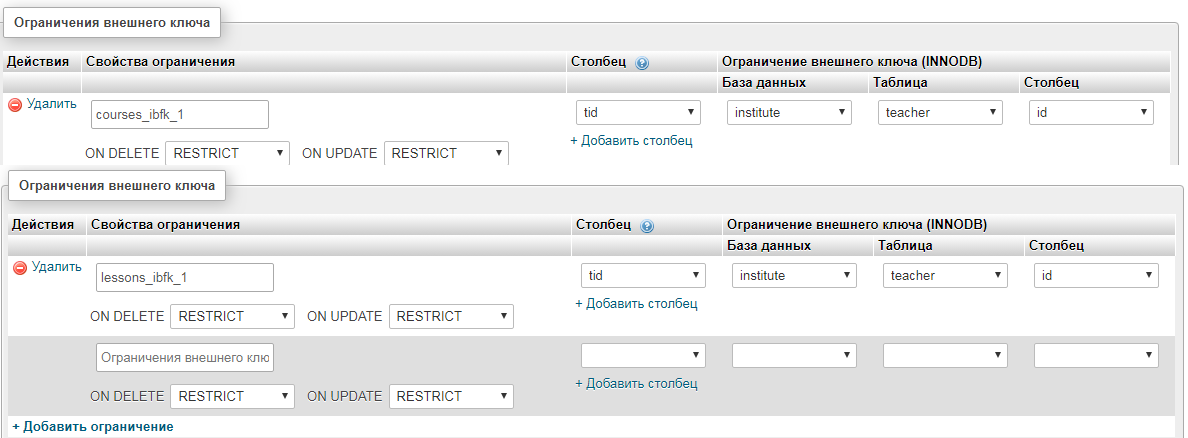 Ограничения внешнего ключа
Действия Свойства ограничения Столбец Ограничение внешнего ключа (INNODB)
База данных Таблица Столбец
Удалить courses_ibfk_1 tid institute teacher id
+ Добавить столбец
ON DELETE RESTRICT ON UPDATE RESTRICT
Ограничения внешнего ключа
Действия Свойства ограничения Столбец Ограничение внешнего ключа (INNODB)
База данных Таблица Столбец
Удалить lessons_ibfk_1 tid institute teacher id
+ Добавить столбец
ON DELETE RESTRICT ON UPDATE RESTRICT
Ограничения внешнего клю
+ Добавить столбец
ON DELETE RESTRICT ON UPDATE RESTRICT
+ Добавить ограничение